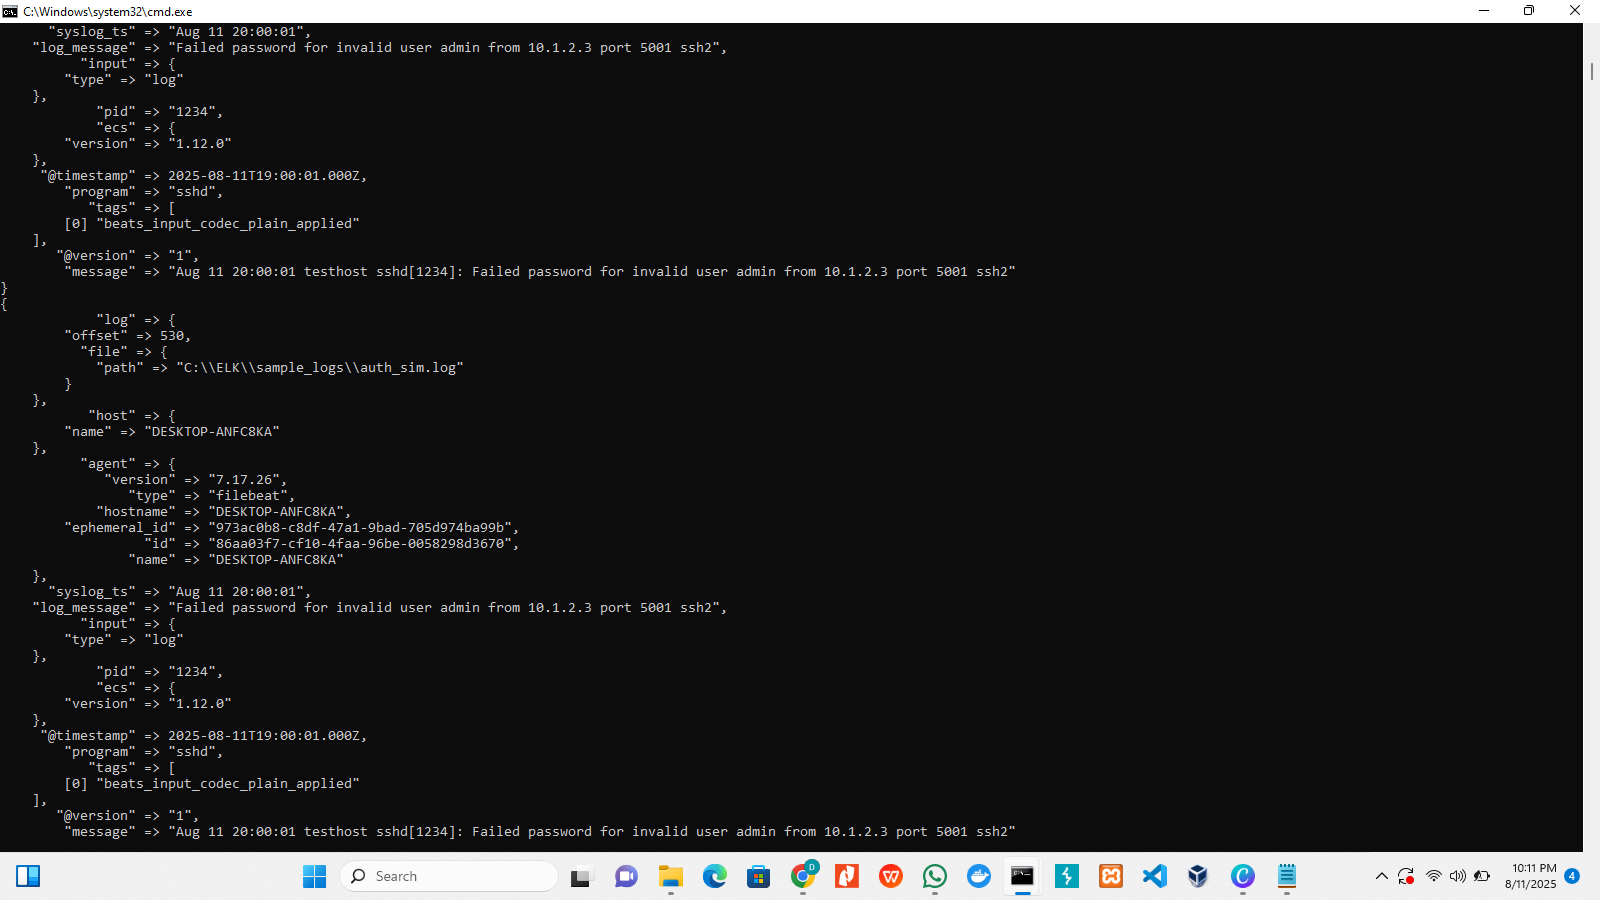 C:\Windows\system32\cmd.exe
"syslog_ts" => "Aug 11 20:00:01",
"log_message" => "Failed password for invalid user admin from 10.1.2.3 port 5001 ssh2",
"input" => {
"type" => "log"
},
"pid" => "1234",
"ecs" => {
"version" => "1.12.0"
},
"@timestamp" => 2025-08-11T19:00:01.000Z,
"program" => "sshd",
"tags" => [
[0] "beats_input_codec_plain_applied"
],
"@version" => "1",
"message" => "Aug 11 20:00:01 testhost sshd[1234]: Failed password for invalid user admin from 10.1.2.3 port 5001 ssh2"
}
{
"log" => {
"offset" => 530,
"file" => {
"path" => "C:\\ELK\\sample_logs\\auth_sim.log"
}
},
"host" => {
"name" => "DESKTOP-ANFC8KA"
},
"agent" => {
"version" => "7.17.26",
"type" => "filebeat",
"hostname" => "DESKTOP-ANFC8KA",
"ephemeral_id" => "973ac0b8-c8df-47a1-9bad-705d974ba99b",
"id" => "86aa03f7-cf10-4faa-96be-0058298d3670",
"name" => "DESKTOP-ANFC8KA"
},
"syslog_ts" => "Aug 11 20:00:01",
"log_message" => "Failed password for invalid user admin from 10.1.2.3 port 5001 ssh2",
"input" => {
"type" => "log"
},
"pid" => "1234",
"ecs" => {
"version" => "1.12.0"
},
"@timestamp" => 2025-08-11T19:00:01.000Z,
"program" => "sshd",
"tags" => [
[0] "beats_input_codec_plain_applied"
],
"@version" => "1",
"message" => "Aug 11 20:00:01 testhost sshd[1234]: Failed password for invalid user admin from 10.1.2.3 port 5001 ssh2"
Search
D
10:11 PM
8/11/2025
4